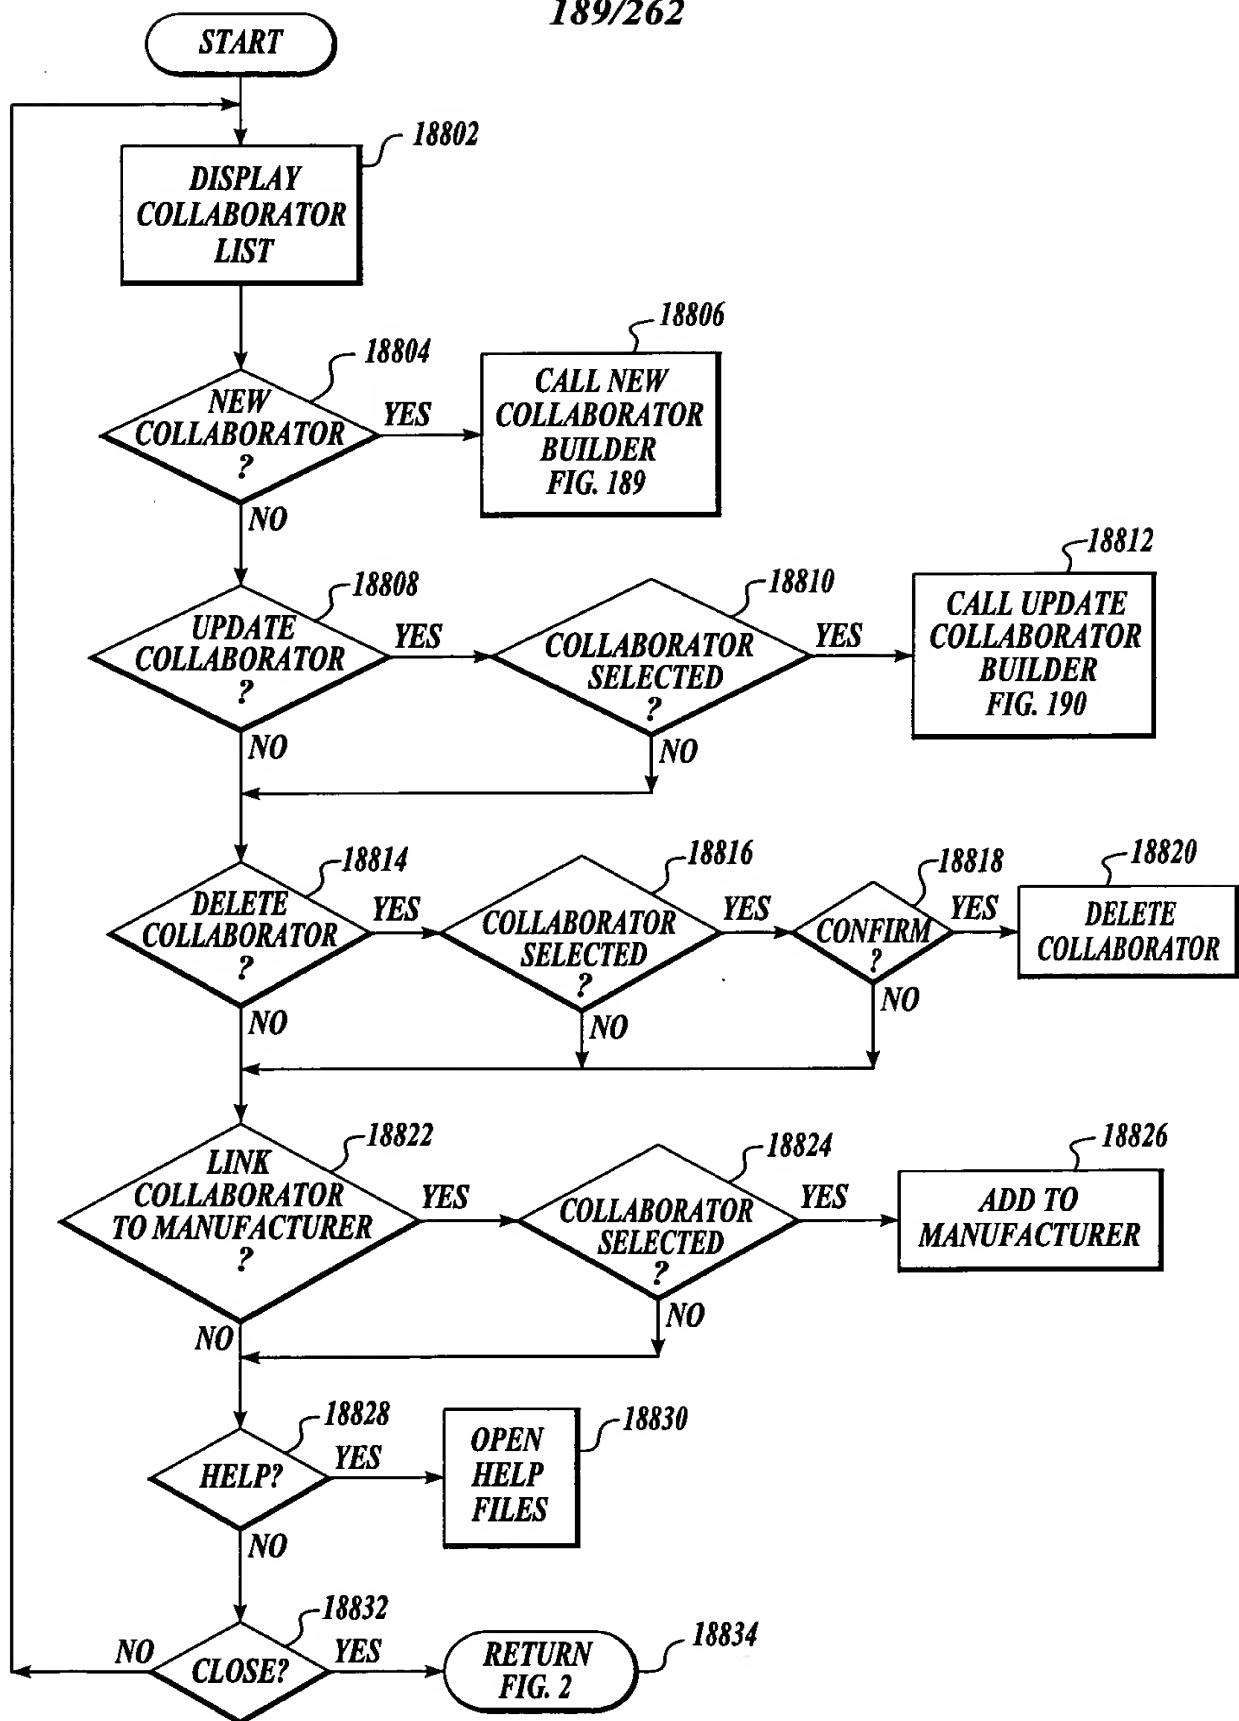 189/262
START
18802
DISPLAY
COLLABORATOR
LIST
18804
NEW
COLLABORATOR
?
YES
NO
18806
CALL NEW
COLLABORATOR
BUILDER
FIG. 189
18808
UPDATE
COLLABORATOR
?
YES
NO
18810
COLLABORATOR
SELECTED
?
YES
NO
18812
CALL UPDATE
COLLABORATOR
BUILDER
FIG. 190
18814
DELETE
COLLABORATOR
?
YES
NO
18816
COLLABORATOR
SELECTED
?
YES
NO
18818
CONFIRM
?
YES
NO
18820
DELETE
COLLABORATOR
18822
LINK
COLLABORATOR
TO MANUFACTURER
?
YES
NO
18824
COLLABORATOR
SELECTED
?
YES
NO
18826
ADD TO
MANUFACTURER
18828
HELP?
YES
NO
18830
OPEN
HELP
FILES
18832
CLOSE?
NO
YES
18834
RETURN
FIG. 2